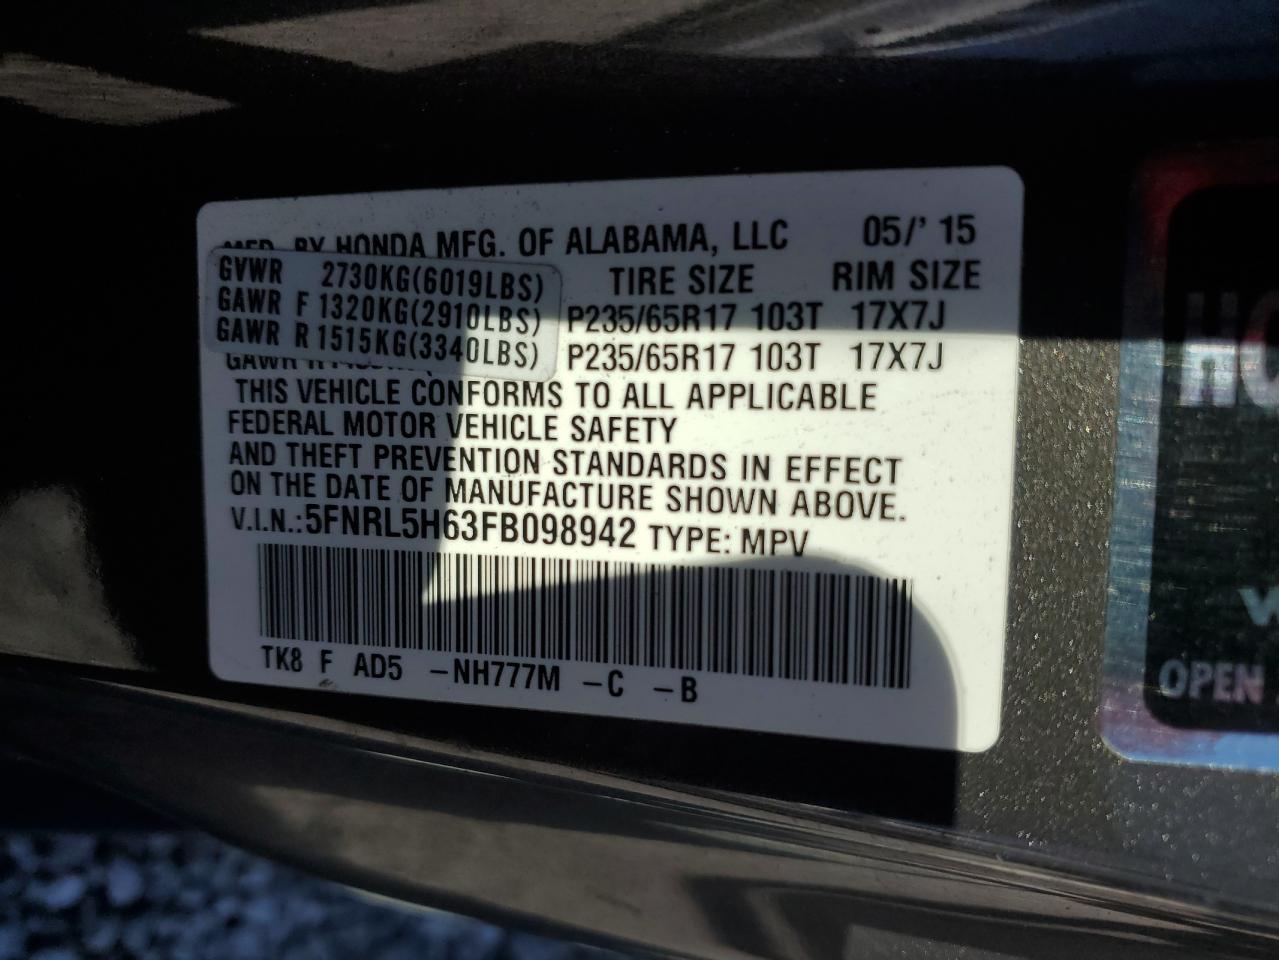 MFD. BY HONDA MFG. OF ALABAMA, LLC 05/' 15
GVWR 2730KG(6019LBS) TIRE SIZE RIM SIZE
GAWR F 1320KG(2910LBS) P235/65R17 103T 17X7J
GAWR R 1515KG(3340LBS) P235/65R17 103T 17X7J
GAWR R
THIS VEHICLE CONFORMS TO ALL APPLICABLE
FEDERAL MOTOR VEHICLE SAFETY
AND THEFT PREVENTION STANDARDS IN EFFECT
ON THE DATE OF MANUFACTURE SHOWN ABOVE.
V.I.N.:5FNRL5H63FB098942 TYPE: MPV
TK8 F AD5 -NH777M -C -B
OPEN